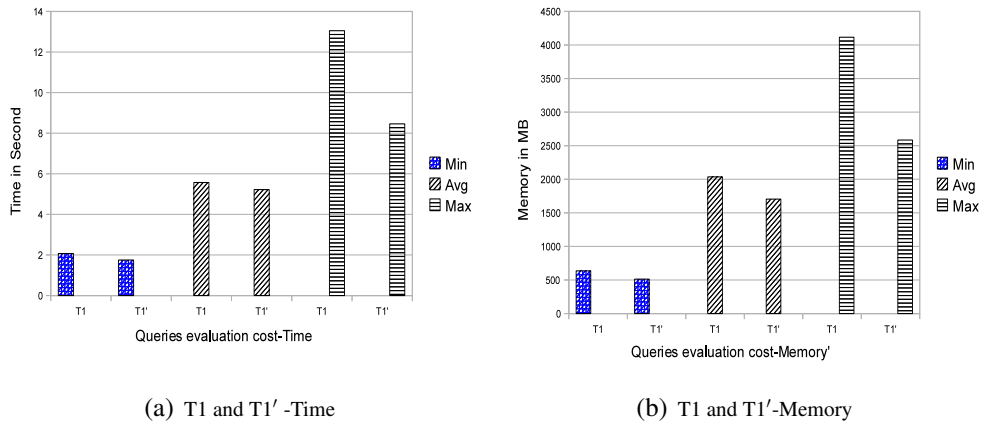 14
12
10
8
6
4
2
0
Time in Second
T1 T1' T1 T1' T1 T1'
Queries evaluation cost-Time
Min
Avg
Max
(a) T1 and T1′ -Time
4500
4000
3500
3000
2500
2000
1500
1000
500
0
Memory in MB
T1 T1' T1 T1' T1 T1'
Queries evaluation cost-Memory'
Min
Avg
Max
(b) T1 and T1′-Memory